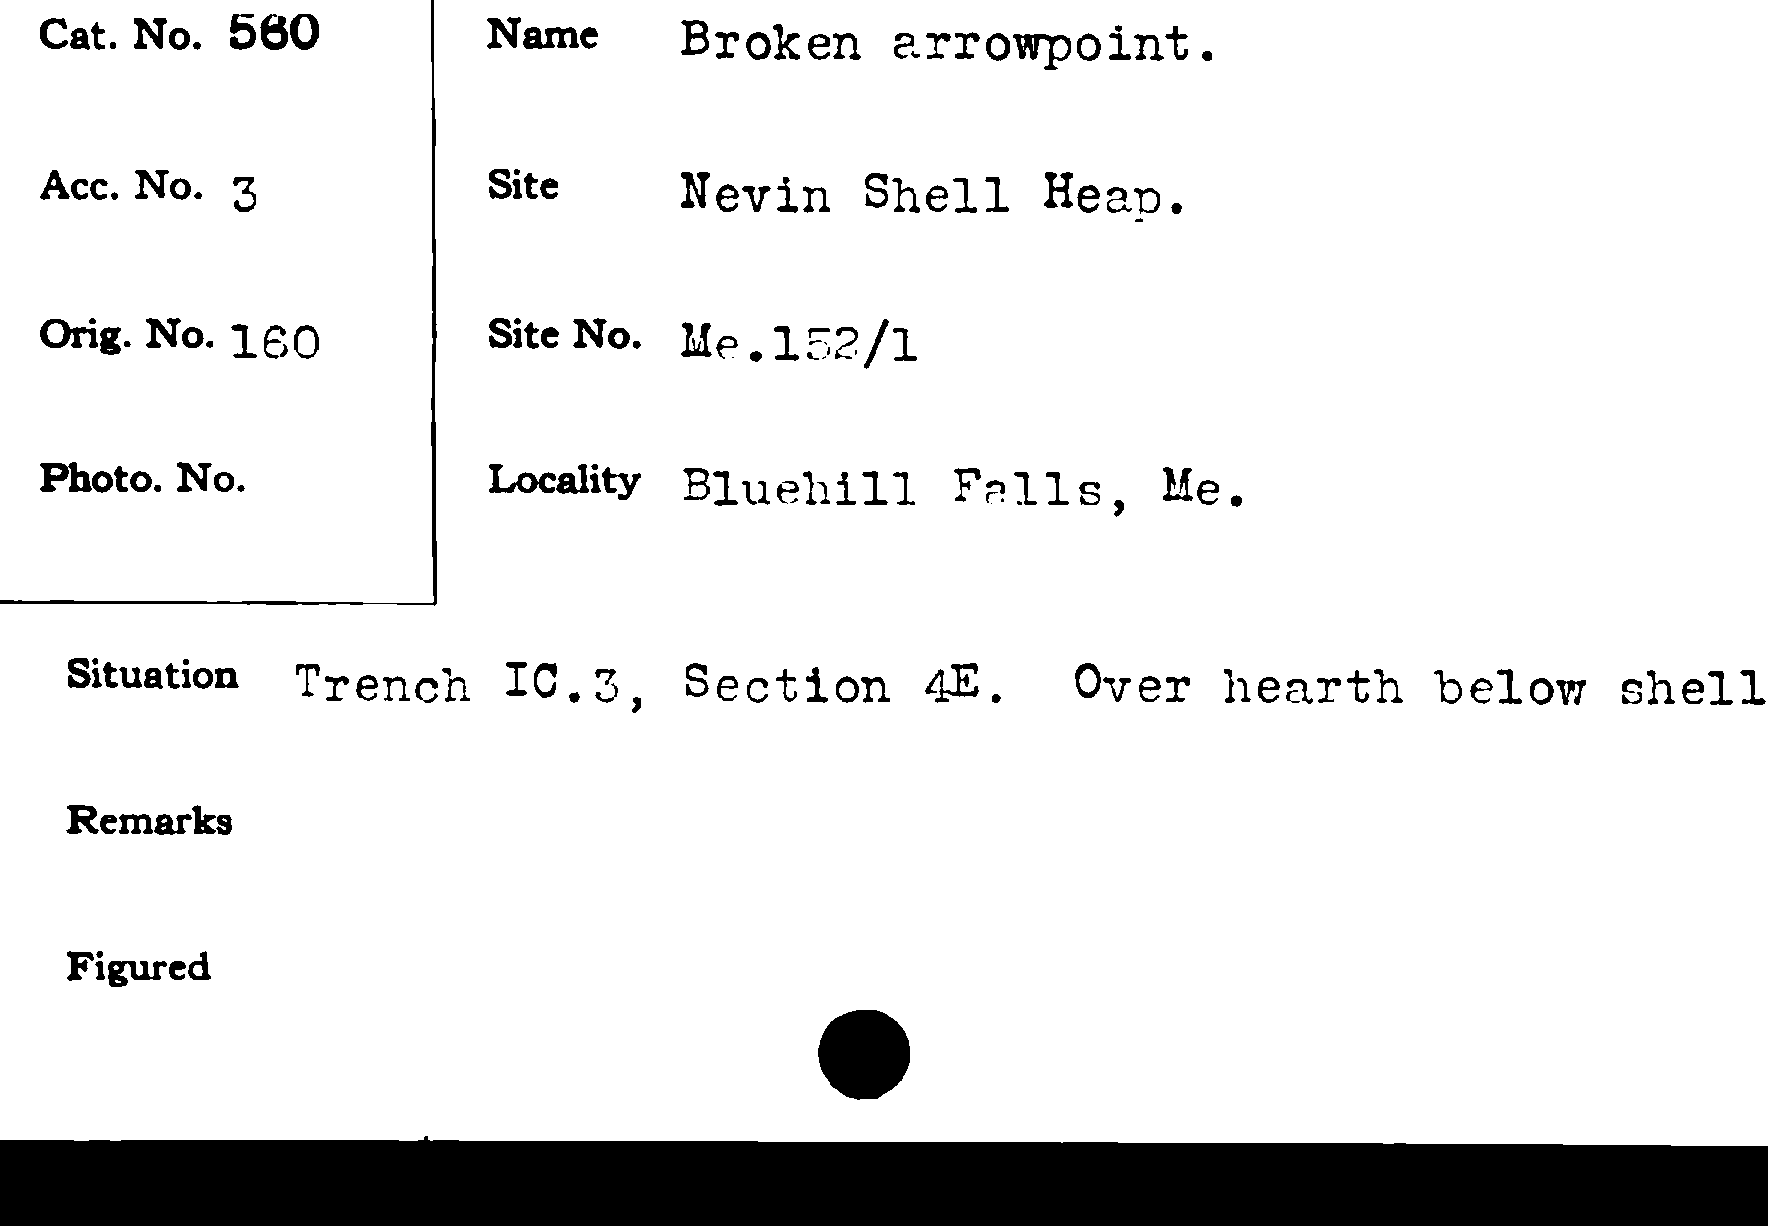 Cat. No. 560
Name Broken arrowpoint.
Acc. No. 3
Site Nevin Shell Heap.
Orig. No. 160
Site No. Me.152/1
Photo. No.
Locality Bluehill Falls, Me.
Situation Trench IC.3, Section 4E. Over hearth below shell
Remarks
Figured